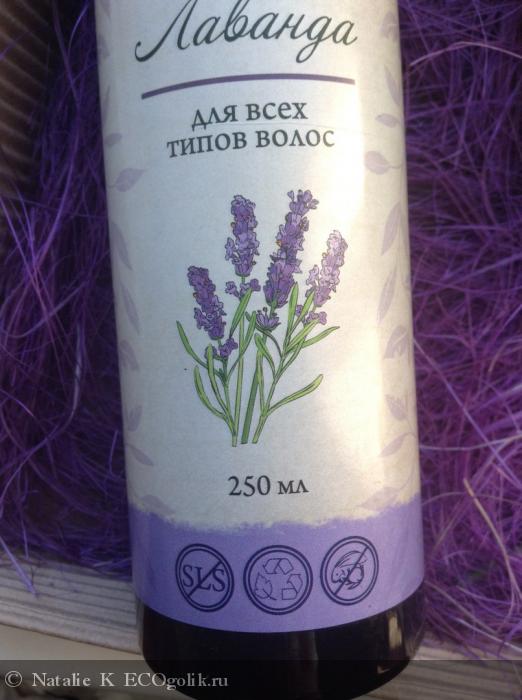 Лаванда
для всех
типов волос
250 мл
SLS
© Natalie K ECOgolik.ru